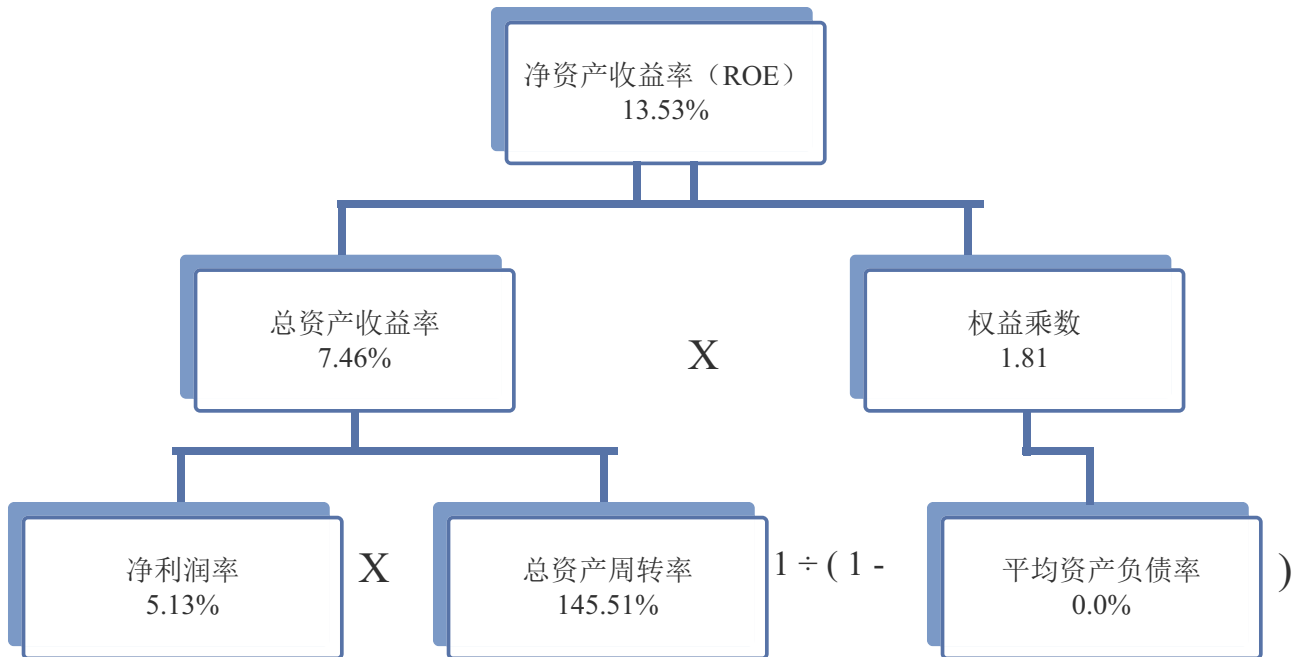 净资产收益率（ROE）
13.53%
总资产收益率
7.46%
X
权益乘数
1.81
净利润率
5.13%
X
总资产周转率
145.51%
1 ÷ ( 1 -
平均资产负债率
0.0%
)